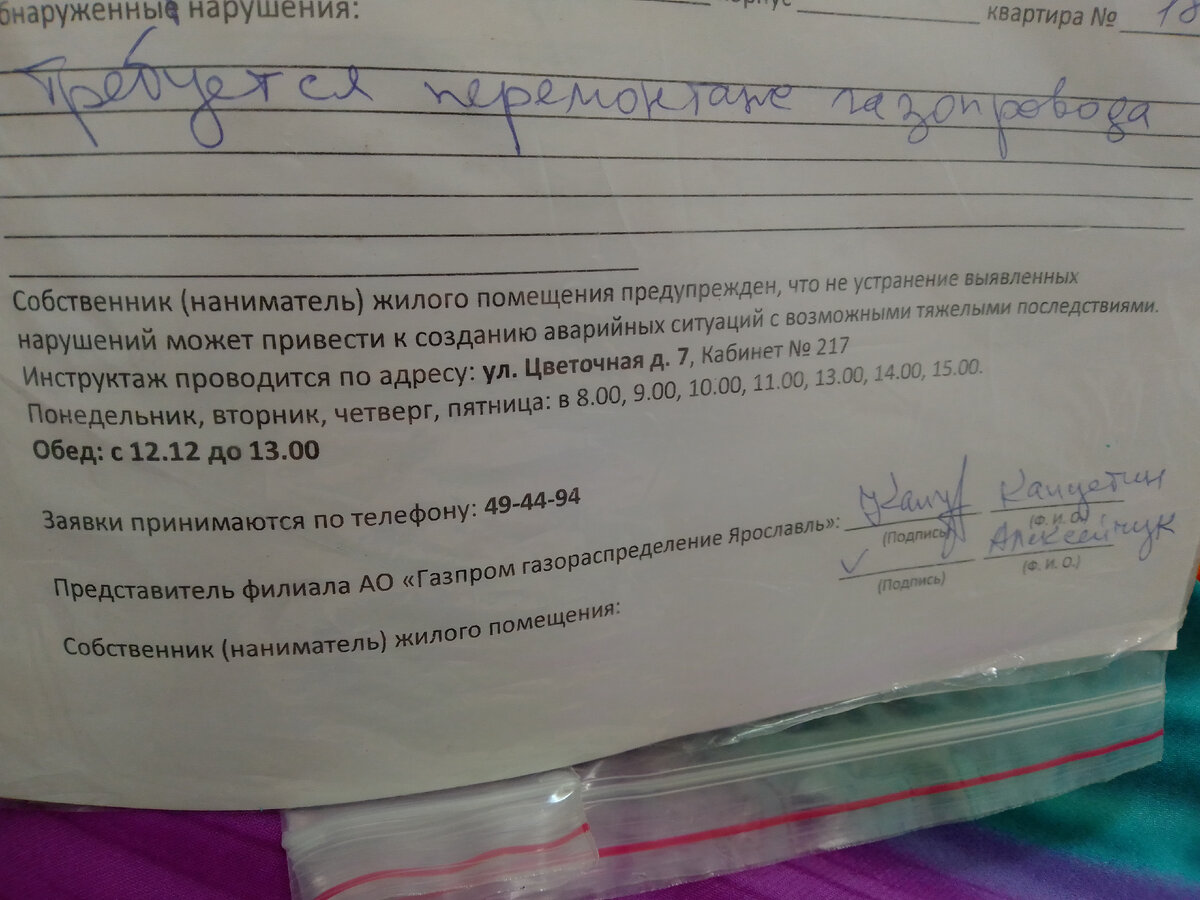 бнаруженные нарушения:
квартира № 18
Требуется перемонтаж газопровода
Собственник (наниматель) жилого помещения предупрежден, что не устранение выявленных
нарушений может привести к созданию аварийных ситуаций с возможными тяжелыми последствиями.
Инструктаж проводится по адресу: ул. Цветочная д. 7, Кабинет № 217
Понедельник, вторник, четверг, пятница: в 8.00, 9.00, 10.00, 11.00, 13.00, 14.00, 15.00.
Обед: с 12.12 до 13.00
Заявки принимаются по телефону: 49-44-94
Представитель филиала АО «Газпром газораспределение Ярославль»:
(Подпись) (Ф. И. О.)
Собственник (наниматель) жилого помещения:
(Подпись) (Ф. И. О.)